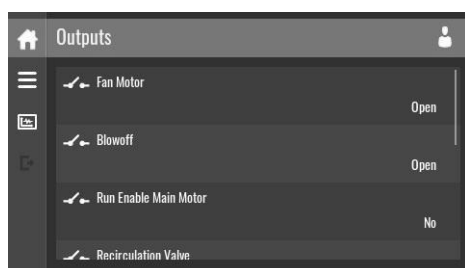 Outputs
Fan Motor
Open
Blowoff
Open
Run Enable Main Motor
No
Recirculation Valve